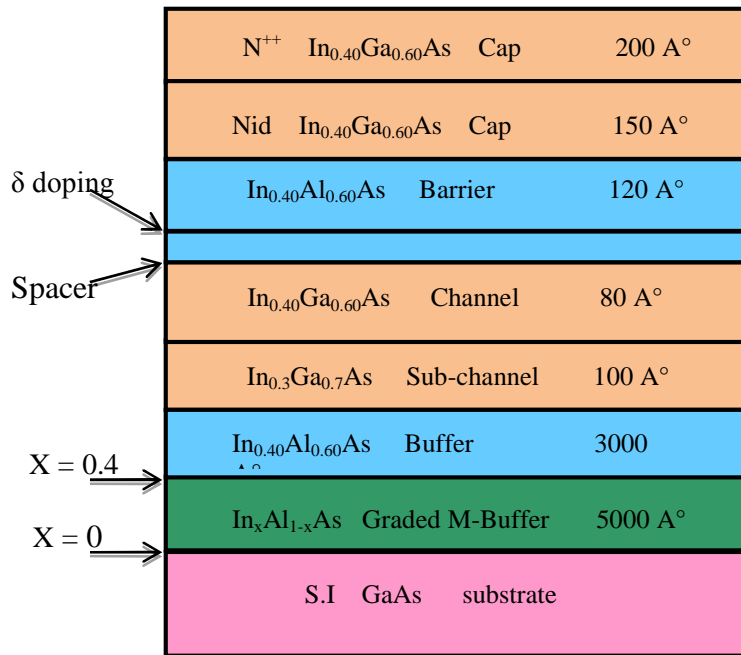 N⁺⁺ In₀.₄₀Ga₀.₆₀As Cap 200 A°
Nid In₀.₄₀Ga₀.₆₀As Cap 150 A°
δ doping
In₀.₄₀Al₀.₆₀As Barrier 120 A°
Spacer
In₀.₄₀Ga₀.₆₀As Channel 80 A°
In₀.₃Ga₀.₇As Sub-channel 100 A°
In₀.₄₀Al₀.₆₀As Buffer 3000
X = 0.4
InₓAl₁₋ₓAs Graded M-Buffer 5000 A°
X = 0
S.I GaAs substrate